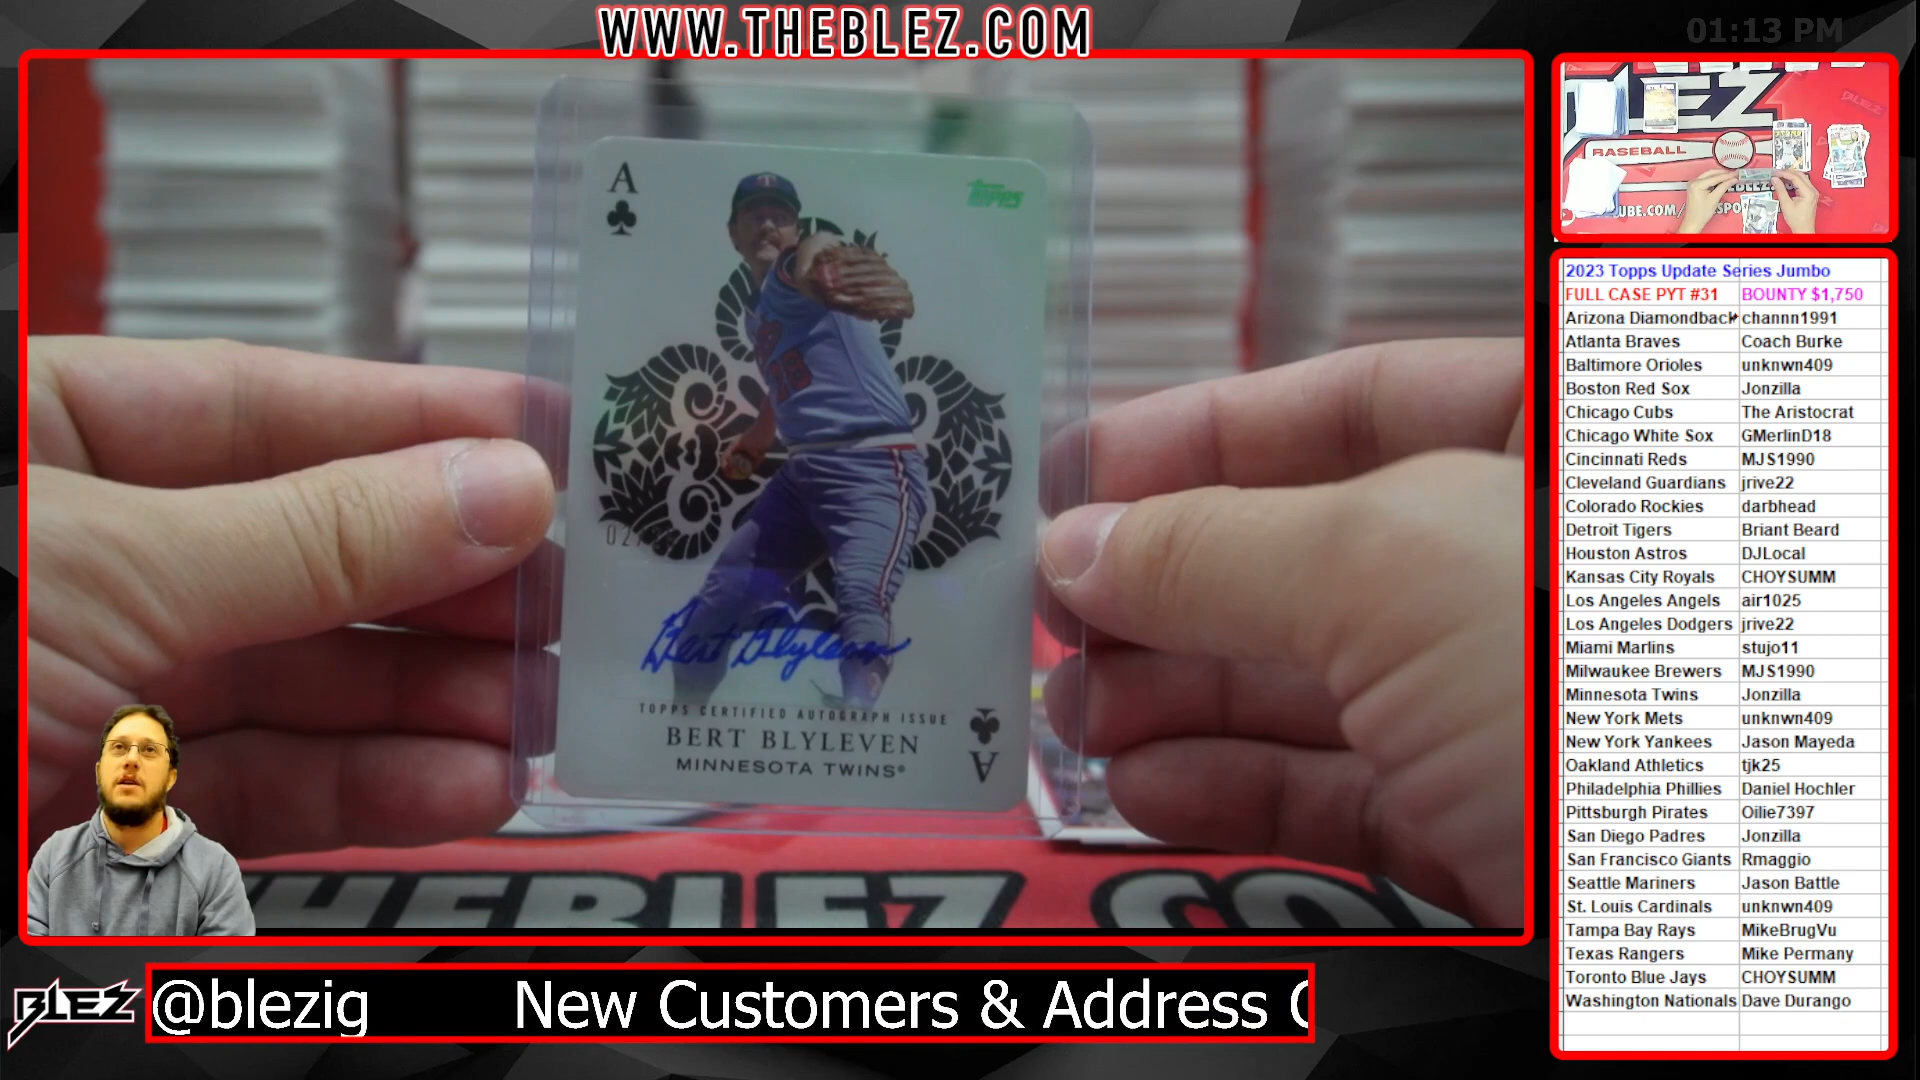 WWW.THEBLEZ.COM
01:13 PM
A
TOPPS
Bert Blyleven
TOPPS CERTIFIED AUTOGRAPH ISSUE
BERT BLYLEVEN
MINNESOTA TWINS®
A
THEBLEZ.CO
BLEZ
BASEBALL
2023 Topps Update Series Jumbo
FULL CASE PYT #31 BOUNTY $1,750
Arizona Diamondback channn1991
Atlanta Braves Coach Burke
Baltimore Orioles unknwn409
Boston Red Sox Jonzilla
Chicago Cubs The Aristocrat
Chicago White Sox GMerlinD18
Cincinnati Reds MJS1990
Cleveland Guardians jrive22
Colorado Rockies darbhead
Detroit Tigers Briant Beard
Houston Astros DJLocal
Kansas City Royals CHOYSUMM
Los Angeles Angels air1025
Los Angeles Dodgers jrive22
Miami Marlins stujo11
Milwaukee Brewers MJS1990
Minnesota Twins Jonzilla
New York Mets unknwn409
New York Yankees Jason Mayeda
Oakland Athletics tjk25
Philadelphia Phillies Daniel Hochler
Pittsburgh Pirates Oilie7397
San Diego Padres Jonzilla
San Francisco Giants Rmaggio
Seattle Mariners Jason Battle
St. Louis Cardinals unknwn409
Tampa Bay Rays MikeBrugVu
Texas Rangers Mike Permany
Toronto Blue Jays CHOYSUMM
Washington Nationals Dave Durango
BLEZ
@blezig New Customers & Address